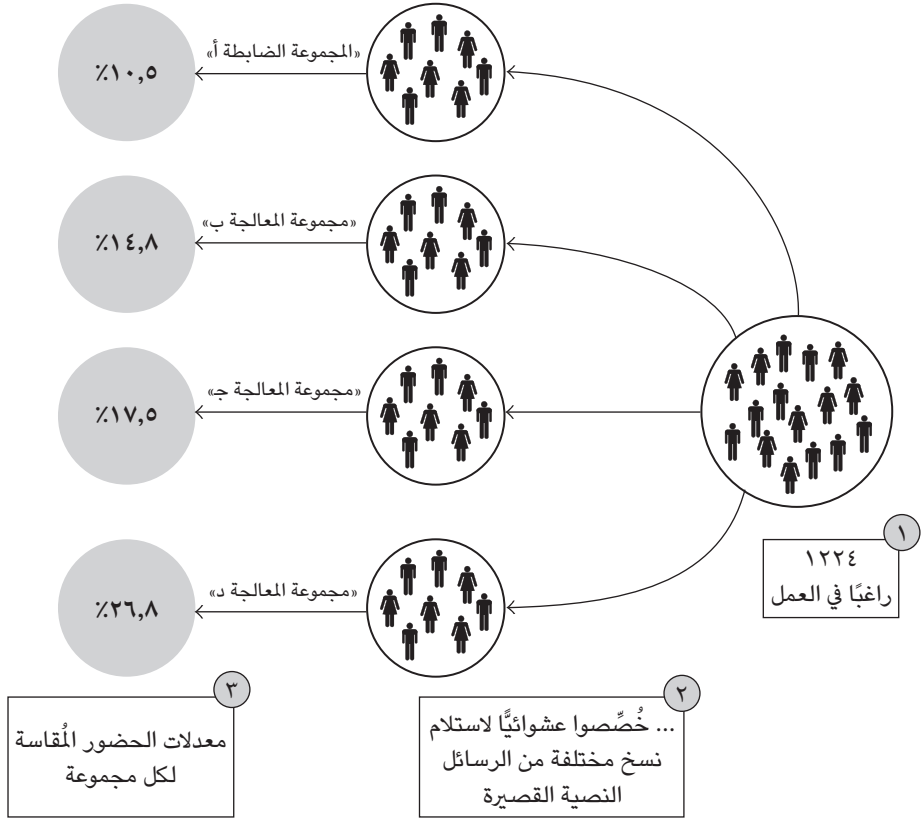 «المجموعة الضابطة أ»
٪١٠٫٥
«مجموعة المعالجة ب»
٪١٤٫٨
«مجموعة المعالجة جـ»
٪١٧٫٥
«مجموعة المعالجة د»
٪٢٦٫٨
١
١٢٢٤
راغبًا في العمل
٢
... خُصِّصوا عشوائيًّا لاستلام
نسخ مختلفة من الرسائل
النصية القصيرة
٣
معدلات الحضور المُقاسة
لكل مجموعة